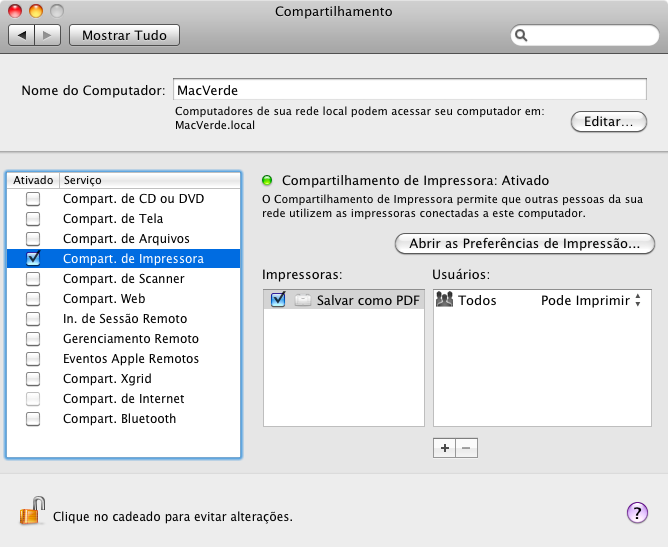 Compartilhamento
Mostrar Tudo
Nome do Computador: MacVerde
Computadores de sua rede local podem acessar seu computador em:
MacVerde.local
Editar...
Ativado Serviço
Compart. de CD ou DVD
Compart. de Tela
Compart. de Arquivos
Compart. de Impressora
Compart. de Scanner
Compart. Web
In. de Sessão Remoto
Gerenciamento Remoto
Eventos Apple Remotos
Compart. Xgrid
Compart. de Internet
Compart. Bluetooth
Compartilhamento de Impressora: Ativado
O Compartilhamento de Impressora permite que outras pessoas da sua
rede utilizem as impressoras conectadas a este computador.
Abrir as Preferências de Impressão...
Impressoras:
Salvar como PDF
Usuários:
Todos Pode Imprimir
+ −
Clique no cadeado para evitar alterações.
?